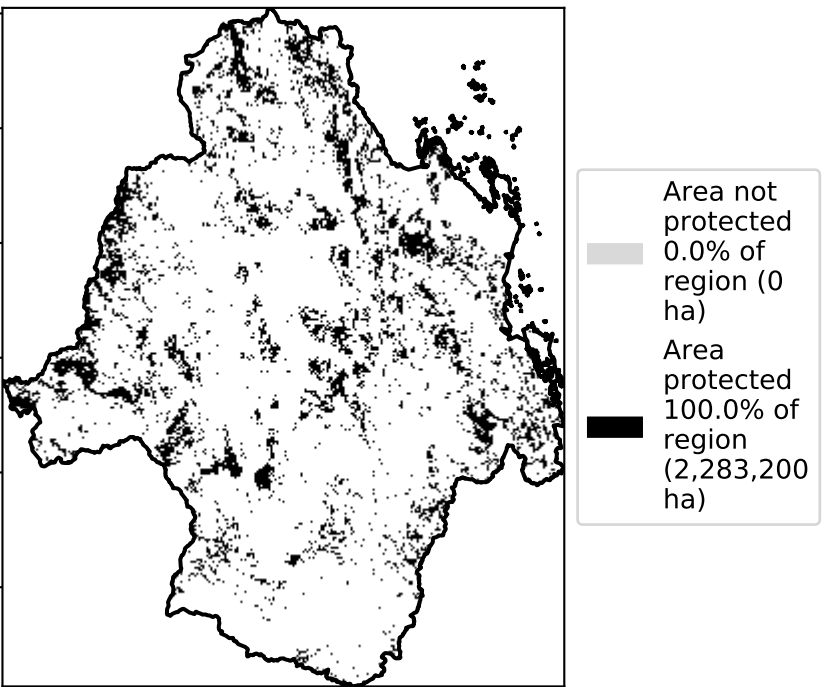 Area not
protected
0.0% of
region (0
ha)
Area
protected
100.0% of
region
(2,283,200
ha)